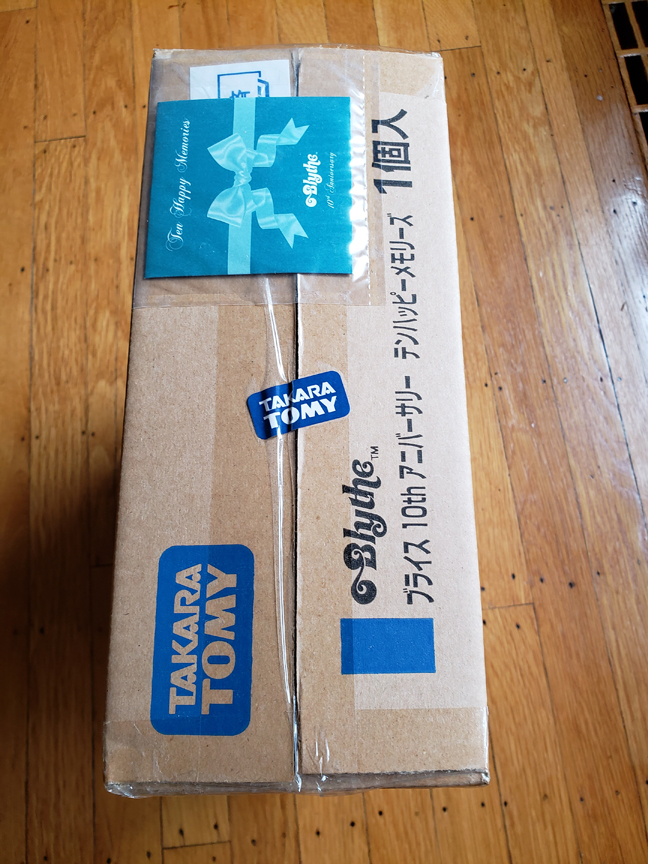 Ten Happy Memories
Blythe.
10th Anniversary
TAKARA
TOMY
TAKARA
TOMY
Blythe™
ブライス 10th アニバーサリー テンハッピーメモリーズ 1個入